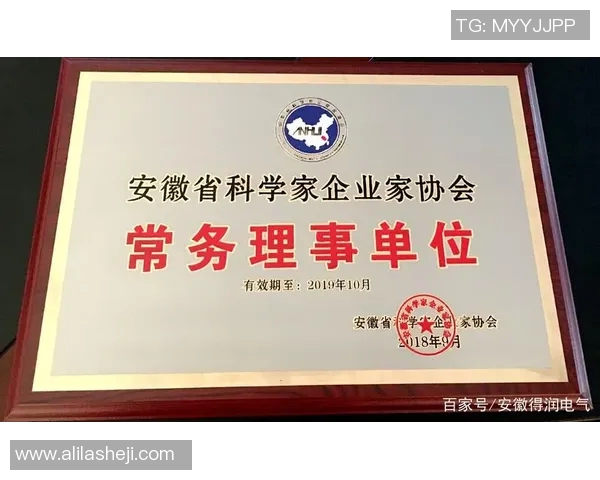 TG: MYYJJPP
ANHUI
安徽省科学家企业家协会
常务理事单位
有效期至：2019年10月
安徽省科学家企业家协会
2018年9月
百家号/安徽得润电气
www.alilasheji.com